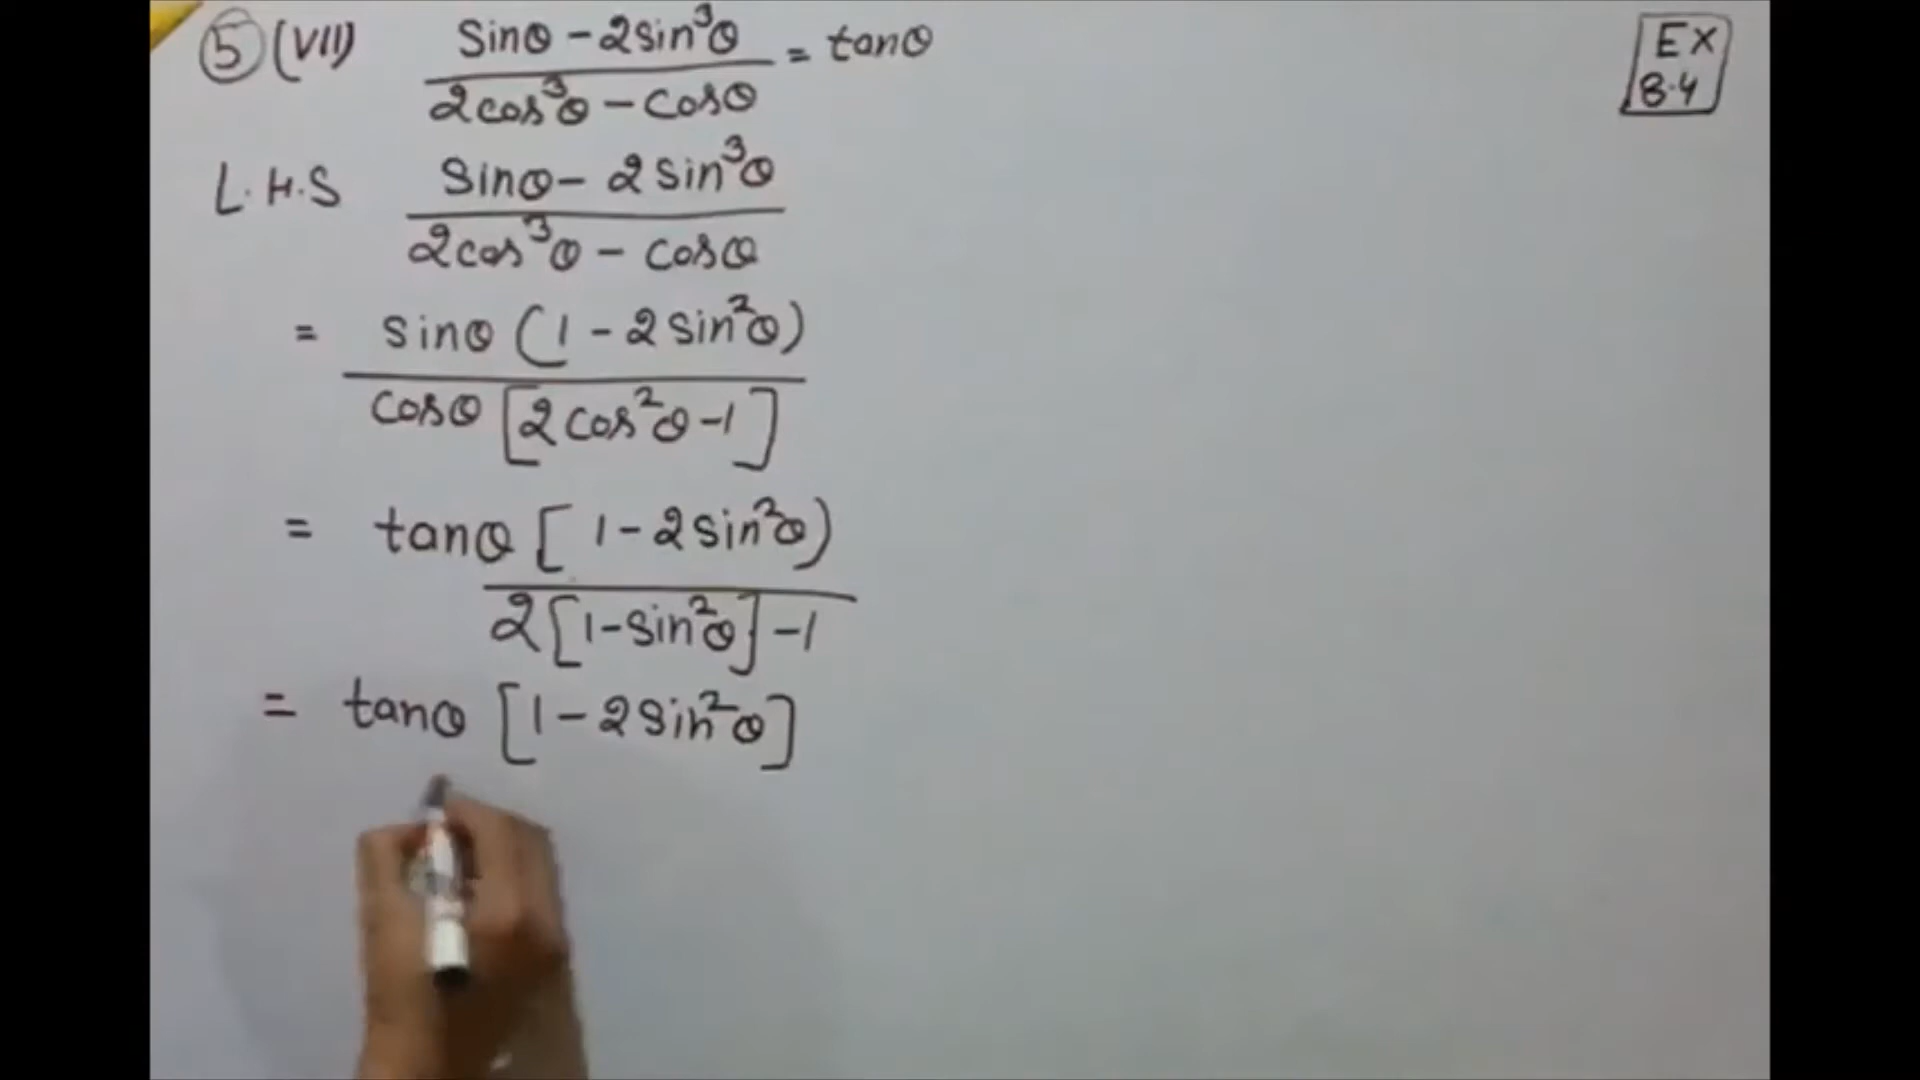 5 (VII) sinθ - 2sin³θ = tanθ
2cos³θ - cosθ
EX
8.4
L.H.S sinθ - 2sin³θ
2cos³θ - cosθ
= sinθ (1 - 2sin²θ)
cosθ [2cos²θ - 1]
= tanθ [1 - 2sin²θ)
2[1 - sin²θ] - 1
= tanθ [1 - 2sin²θ]